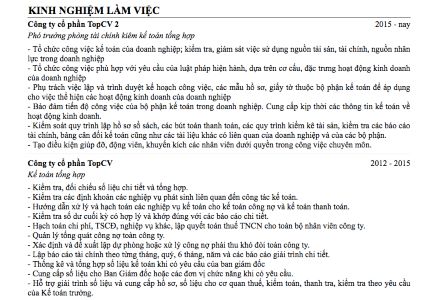 KINH NGHIỆM LÀM VIỆC
Công ty cổ phần TopCV 2 2015 - nay
Phó trưởng phòng tài chính kiêm kế toán tổng hợp
- Tổ chức công việc kế toán của doanh nghiệp; kiểm tra, giám sát việc sử dụng nguồn tài sản, tài chính, nguồn nhân
lực trong doanh nghiệp
- Tổ chức công việc phù hợp với yêu cầu của luật pháp hiện hành, dựa trên cơ cấu, đặc trưng hoạt động kinh doanh
của doanh nghiệp
- Phụ trách việc lập và trình duyệt kế hoạch công việc, các mẫu hồ sơ, giấy tờ thuộc bộ phận kế toán để áp dụng
cho việc thể hiện các hoạt động kinh doanh của doanh nghiệp
- Bảo đảm tiến độ công việc của bộ phận kế toán trong doanh nghiệp. Cung cấp kịp thời các thông tin kế toán về
hoạt động kinh doanh.
- Kiểm soát quy trình lập hồ sơ sổ sách, các bút toán thanh toán, các quy trình kiểm kê tài sản, kiểm tra các báo cáo
tài chính, bảng cân đối kế toán cũng như các tài liệu khác có liên quan của doanh nghiệp và của các bộ phận.
- Tạo điều kiện giúp đỡ, động viên, khuyến kích các nhân viên dưới quyền trong công việc chuyên môn.
Công ty cổ phần TopCV 2012 - 2015
Kế toán tổng hợp
- Kiểm tra, đối chiếu số liệu chi tiết và tổng hợp.
- Kiểm tra các định khoản các nghiệp vụ phát sinh liên quan đến công tác kế toán.
- Hướng dẫn xử lý và hạch toán các nghiệp vụ kế toán cho kế toán công nợ và kế toán thanh toán.
- Kiểm tra số dư cuối kỳ có hợp lý và khớp đúng với các báo cáo chi tiết.
- Hạch toán chi phí, TSCĐ, nghiệp vụ khác, lập quyết toán thuế TNCN cho toàn bộ nhân viên công ty.
- Quản lý tổng quát công nợ toàn công ty.
- Xác định và đề xuất lập dự phòng hoặc xử lý công nợ phải thu khó đòi toàn công ty.
- Lập báo cáo tài chính theo từng tháng, quý, 6 tháng, năm và các báo cáo giải trình chi tiết.
- Thống kê và tổng hợp số liệu kế toán khi có yêu cầu của ban giám đốc
- Cung cấp số liệu cho Ban Giám đốc hoặc các đơn vị chức năng khi có yêu cầu.
- Hỗ trợ giải trình số liệu và cung cấp hồ sơ, số liệu cho cơ quan thuế, kiểm toán, thanh tra, kiểm tra theo yêu cầu
của Kế toán trưởng.